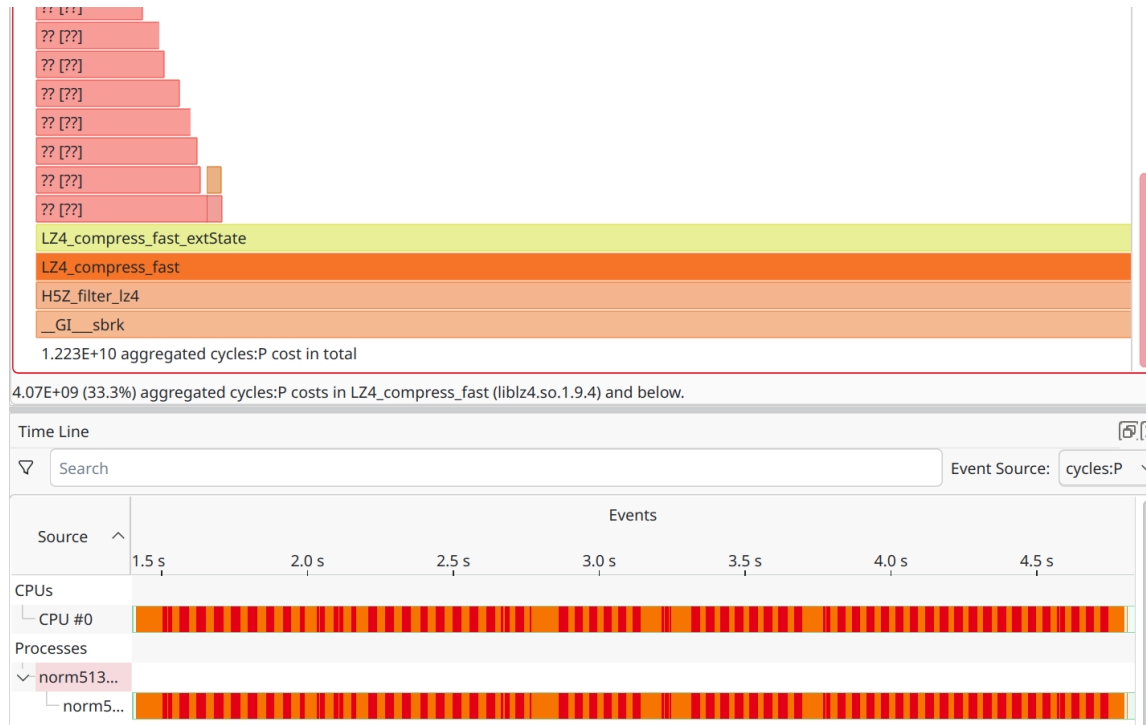 ?? [??]
?? [??]
?? [??]
?? [??]
?? [??]
?? [??]
?? [??]
?? [??]
LZ4_compress_fast_extState
LZ4_compress_fast
H5Z_filter_lz4
__GI___sbrk
1.223E+10 aggregated cycles:P cost in total
4.07E+09 (33.3%) aggregated cycles:P costs in LZ4_compress_fast (liblz4.so.1.9.4) and below.
Time Line
Search Event Source: cycles:P
Source Events
1.5 s 2.0 s 2.5 s 3.0 s 3.5 s 4.0 s 4.5 s
CPUs
CPU #0
Processes
norm513...
norm5...